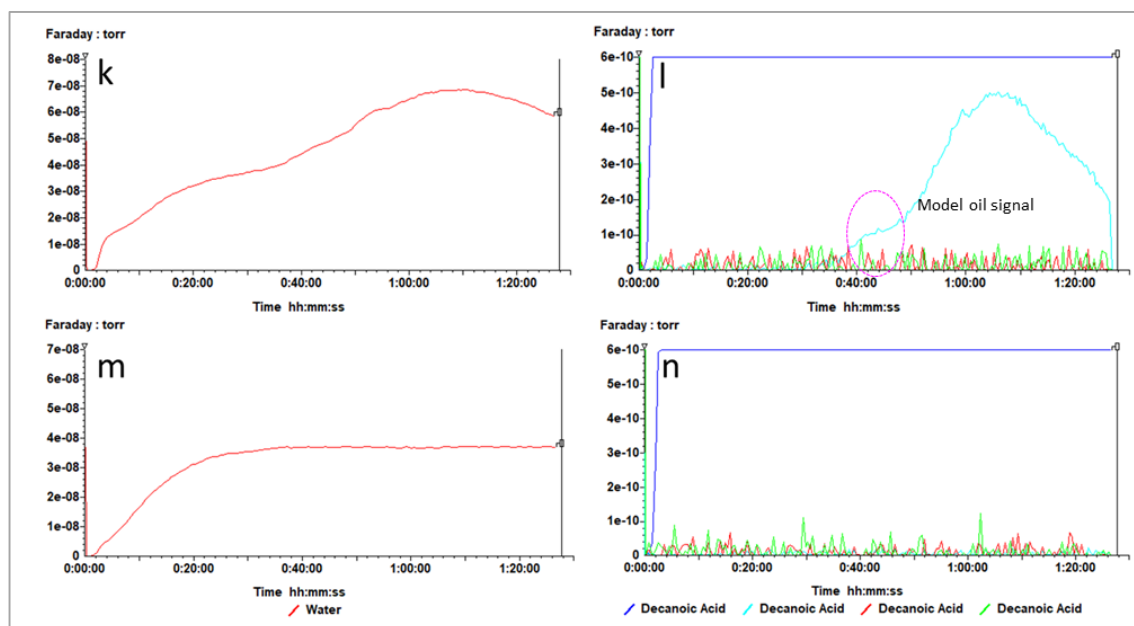 Faraday : torr
k
8e-08
7e-08
6e-08
5e-08
4e-08
3e-08
2e-08
1e-08
0
0:00:00 0:20:00 0:40:00 1:00:00 1:20:00
Time hh:mm:ss
Faraday : torr
l
6e-10
5e-10
4e-10
3e-10
2e-10
1e-10
0
Model oil signal
0:00:00 0:20:00 0:40:00 1:00:00 1:20:00
Time hh:mm:ss
Faraday : torr
m
7e-08
6e-08
5e-08
4e-08
3e-08
2e-08
1e-08
0
0:00:00 0:20:00 0:40:00 1:00:00 1:20:00
Time hh:mm:ss
Water
Faraday : torr
n
6e-10
5e-10
4e-10
3e-10
2e-10
1e-10
0
0:00:00 0:20:00 0:40:00 1:00:00 1:20:00
Time hh:mm:ss
Decanoic Acid Decanoic Acid Decanoic Acid Decanoic Acid